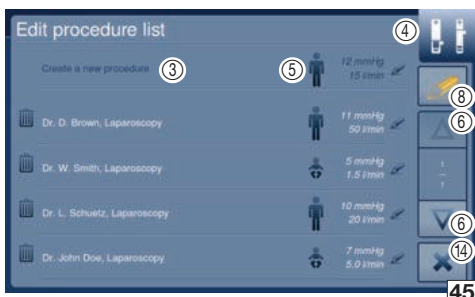 Edit procedure list
④
Create a new procedure ③ ⑤ 12 mmHg
15 l/min
⑧
⑥
Dr. D. Brown, Laparoscopy 11 mmHg
50 l/min
Dr. W. Smith, Laparoscopy 5 mmHg
1.5 l/min
1
1
Dr. L. Schuetz, Laparoscopy 10 mmHg
20 l/min
⑥
Dr. John Doe, Laparoscopy 7 mmHg
5.0 l/min
⑭
45